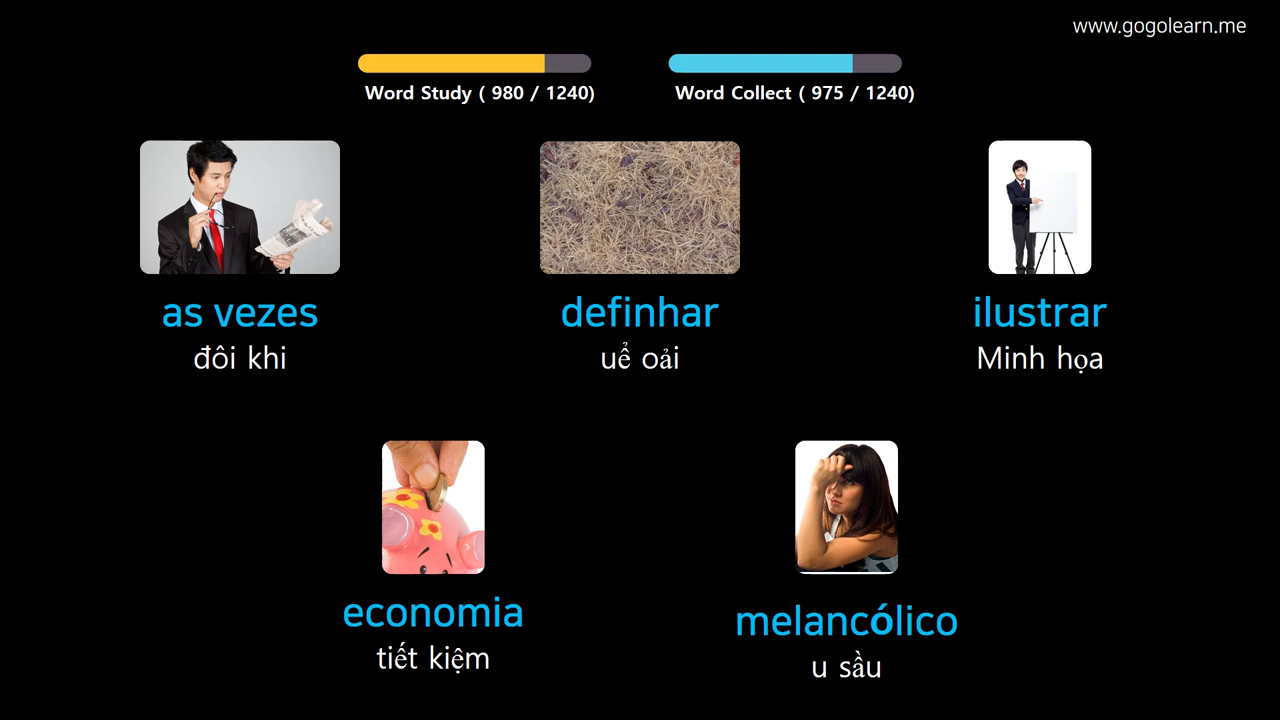 www.gogolearn.me
Word Study ( 980 / 1240)
Word Collect ( 975 / 1240)
as vezes
đôi khi
definhar
uể oải
ilustrar
Minh họa
economia
tiết kiệm
melancólico
u sầu